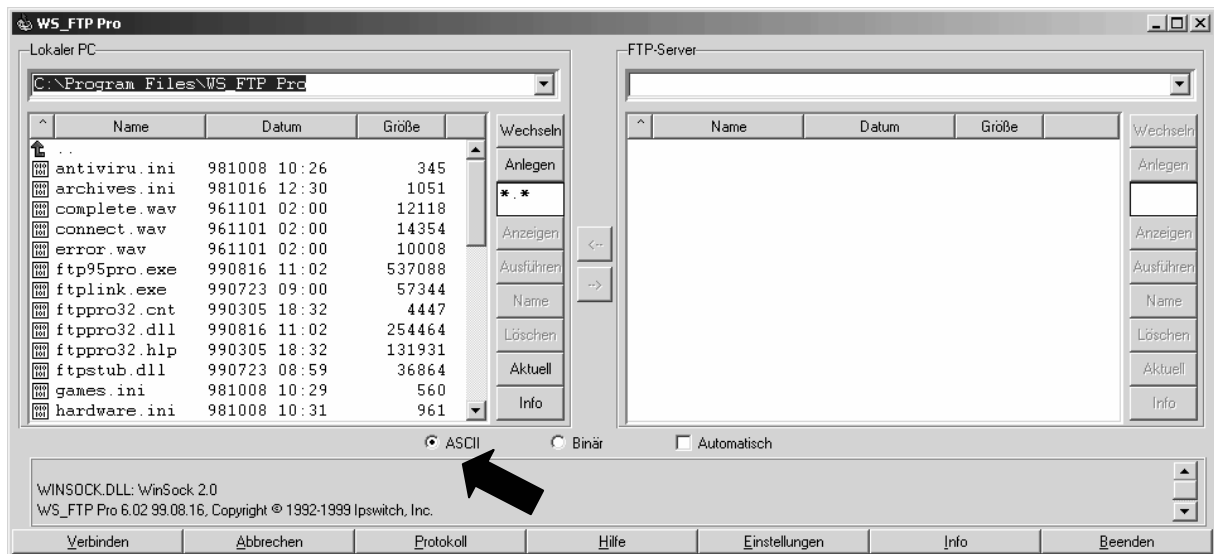 WS_FTP Pro
Lokaler PC
C:\Program Files\WS_FTP Pro
^ Name Datum Größe
..
antiviru.ini 981008 10:26 345
archives.ini 981016 12:30 1051
complete.wav 961101 02:00 12118
connect.wav 961101 02:00 14354
error.wav 961101 02:00 10008
ftp95pro.exe 990816 11:02 537088
ftplink.exe 990723 09:00 57344
ftppro32.cnt 990305 18:32 4447
ftppro32.dll 990816 11:02 254464
ftppro32.hlp 990305 18:32 131931
ftpstub.dll 990723 08:59 36864
games.ini 981008 10:29 560
hardware.ini 981008 10:31 961
Wechseln
Anlegen
*.*
Anzeigen
Ausführen
Name
Löschen
Aktuell
Info
<--
-->
FTP-Server
^ Name Datum Größe
Wechseln
Anlegen
Anzeigen
Ausführen
Name
Löschen
Aktuell
Info
ASCII Binär Automatisch
WINSOCK.DLL: WinSock 2.0
WS_FTP Pro 6.02 99.08.16, Copyright © 1992-1999 Ipswitch, Inc.
Verbinden Abbrechen Protokoll Hilfe Einstellungen Info Beenden